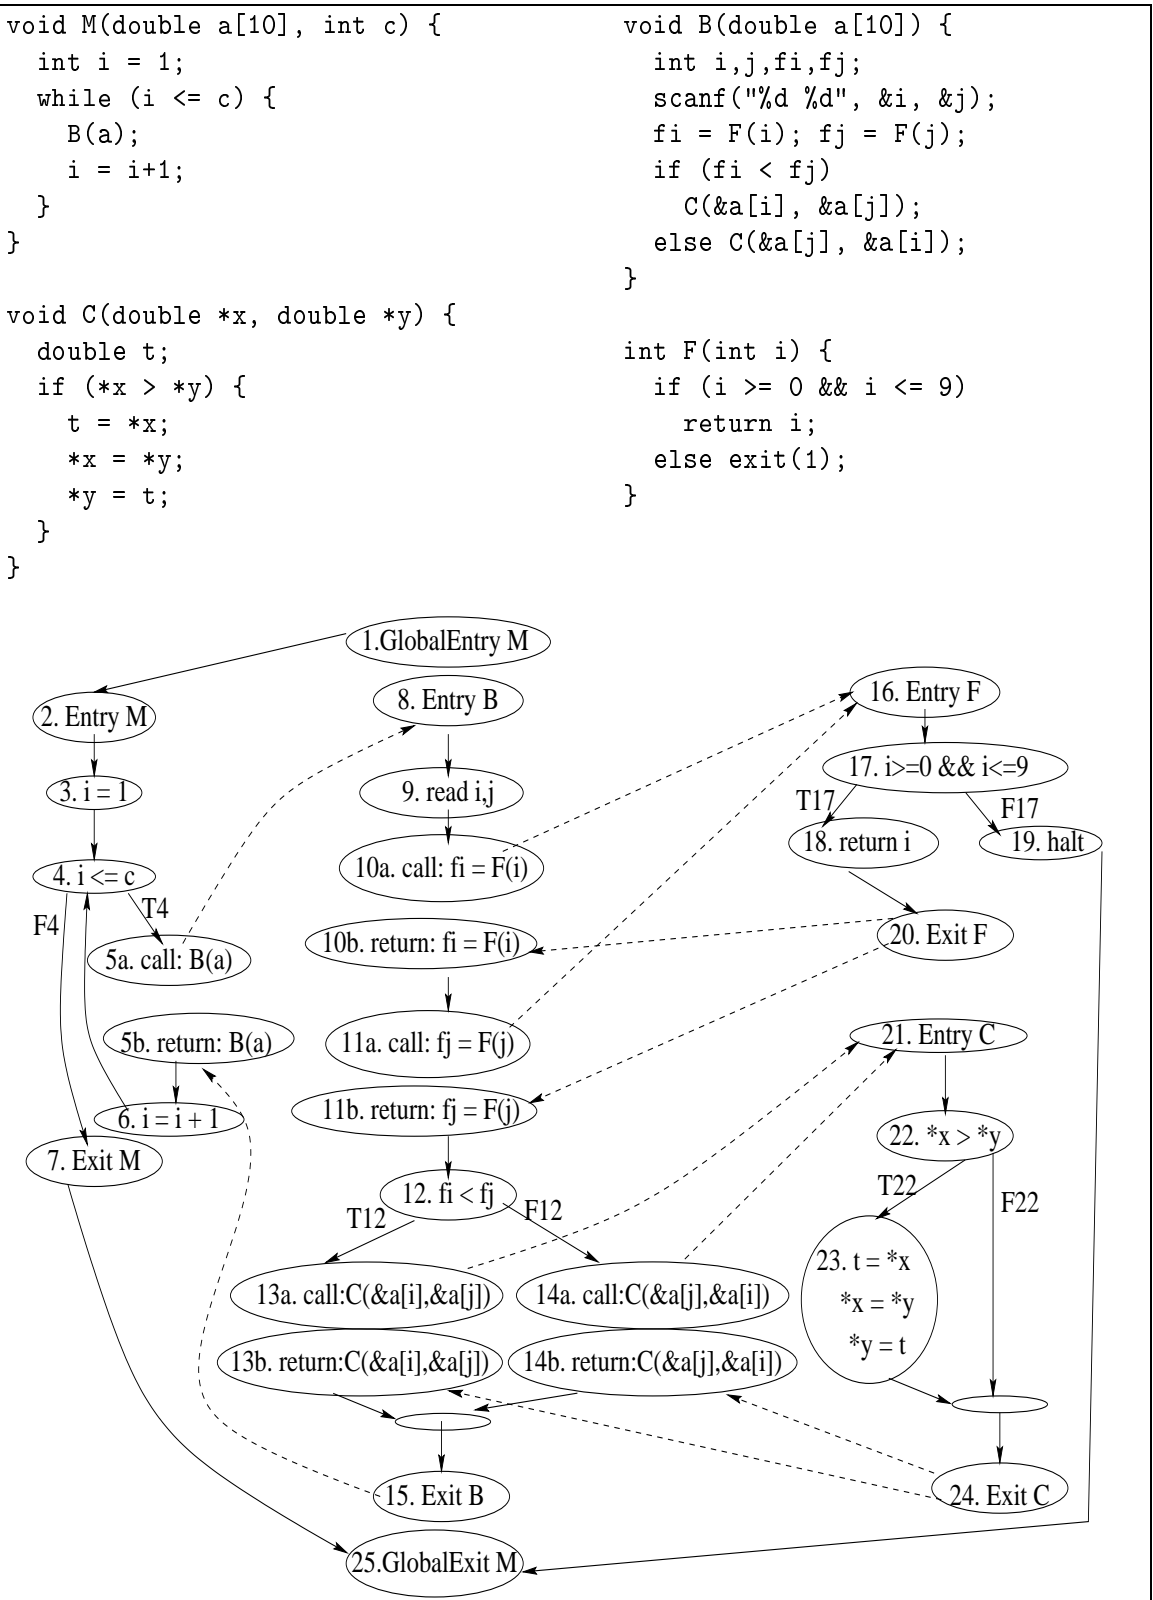 void M(double a[10], int c) {
int i = 1;
while (i <= c) {
B(a);
i = i+1;
}
}
void C(double *x, double *y) {
double t;
if (*x > *y) {
t = *x;
*x = *y;
*y = t;
}
}
void B(double a[10]) {
int i,j,fi,fj;
scanf("%d %d", &i, &j);
fi = F(i); fj = F(j);
if (fi < fj)
C(&a[i], &a[j]);
else C(&a[j], &a[i]);
}
int F(int i) {
if (i >= 0 && i <= 9)
return i;
else exit(1);
}
1.GlobalEntry M
2. Entry M
3. i = 1
4. i <= c
F4
T4
5a. call: B(a)
5b. return: B(a)
6. i = i + 1
7. Exit M
8. Entry B
9. read i,j
10a. call: fi = F(i)
10b. return: fi = F(i)
11a. call: fj = F(j)
11b. return: fj = F(j)
12. fi < fj
T12
F12
13a. call:C(&a[i],&a[j])
14a. call:C(&a[j],&a[i])
13b. return:C(&a[i],&a[j])
14b. return:C(&a[j],&a[i])
15. Exit B
16. Entry F
17. i>=0 && i<=9
T17
F17
18. return i
19. halt
20. Exit F
21. Entry C
22. *x > *y
T22
F22
23. t = *x
*x = *y
*y = t
24. Exit C
25.GlobalExit M